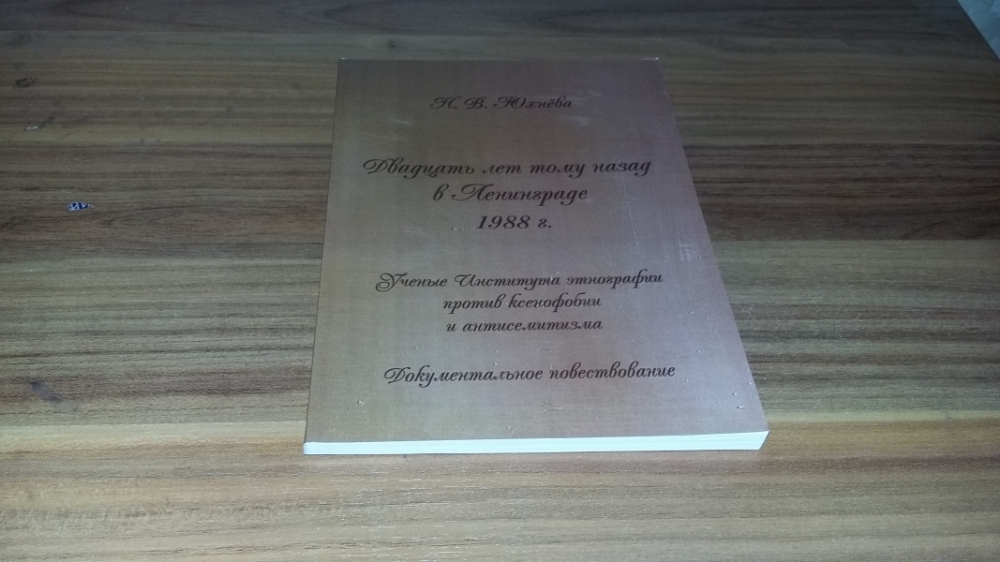 Н. В. Юхнёва
Двадцать лет тому назад
в Ленинграде
1988 г.
Ученые Института этнографии
против ксенофобии
и антисемитизма
Документальное повествование